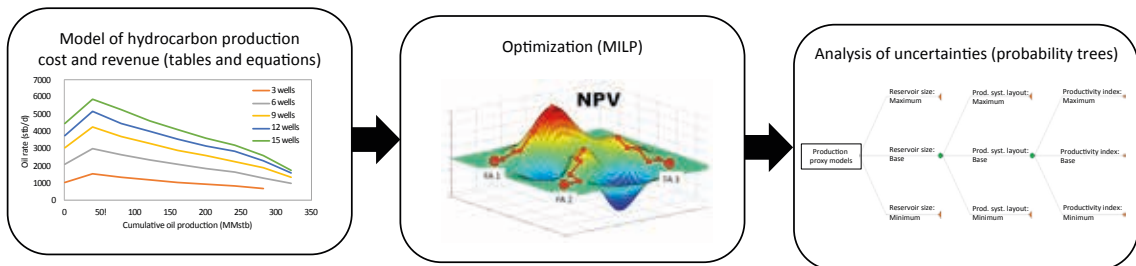 Model of hydrocarbon production
cost and revenue (tables and equations)
7000
6000
5000
4000
3000
2000
1000
0
Oil rate (stb/d)
3 wells
6 wells
9 wells
12 wells
15 wells
0 50! 100 150 200 250 300 350
Cumulative oil production (MMstb)
Optimization (MILP)
NPV
FA 1
FA 2
FA 3
Analysis of uncertainties (probability trees)
Production
proxy models
Reservoir size:
Maximum
Prod. syst. layout:
Maximum
Productivity index:
Maximum
Reservoir size:
Base
Prod. syst. layout:
Base
Productivity index:
Base
Reservoir size:
Minimum
Prod. syst. layout:
Minimum
Productivity index:
Minimum